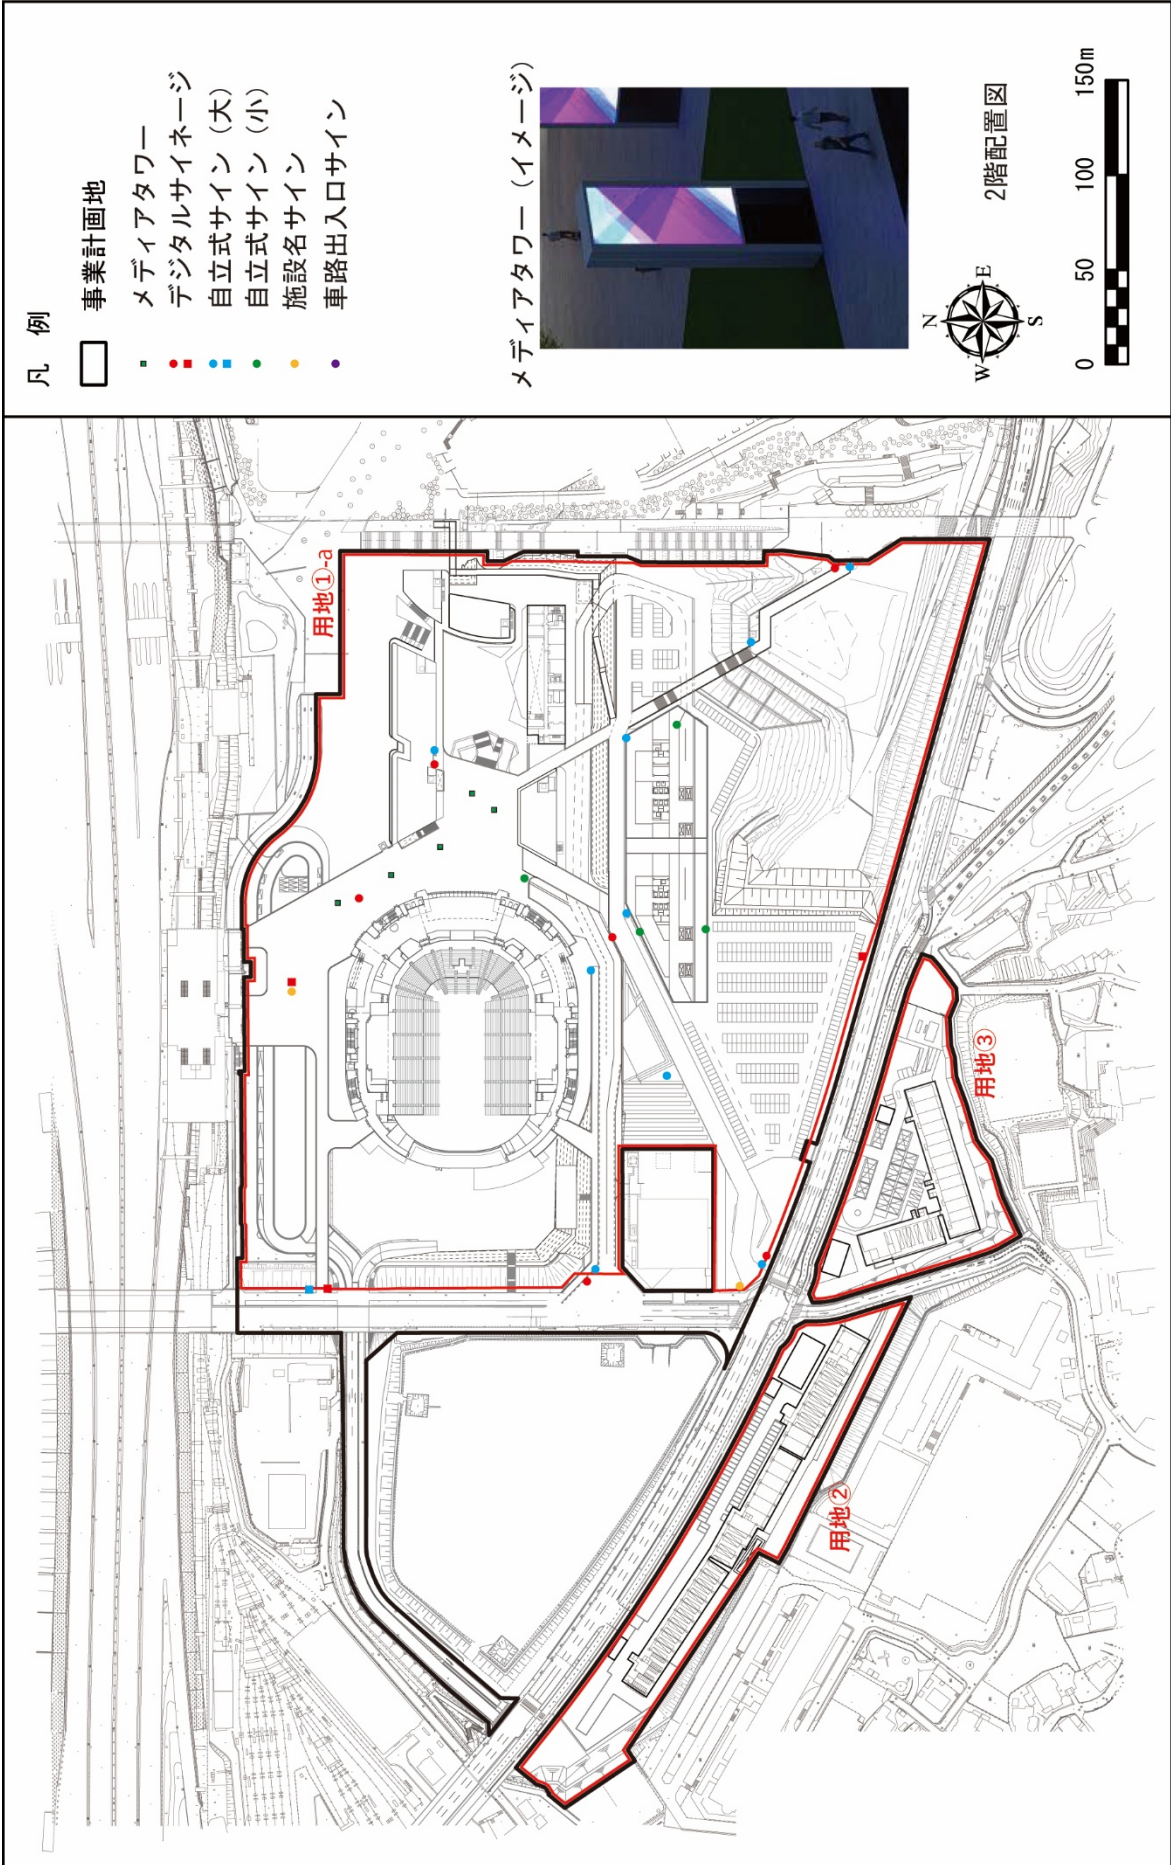 凡 例
事業計画地
メディアタワー
デジタルサイネージ
自立式サイン（大）
自立式サイン（小）
施設名サイン
車路出入口サイン
メディアタワー（イメージ）
2階配置図
N
W
E
S
0
50
100
150m
用地①-a
用地②
用地③